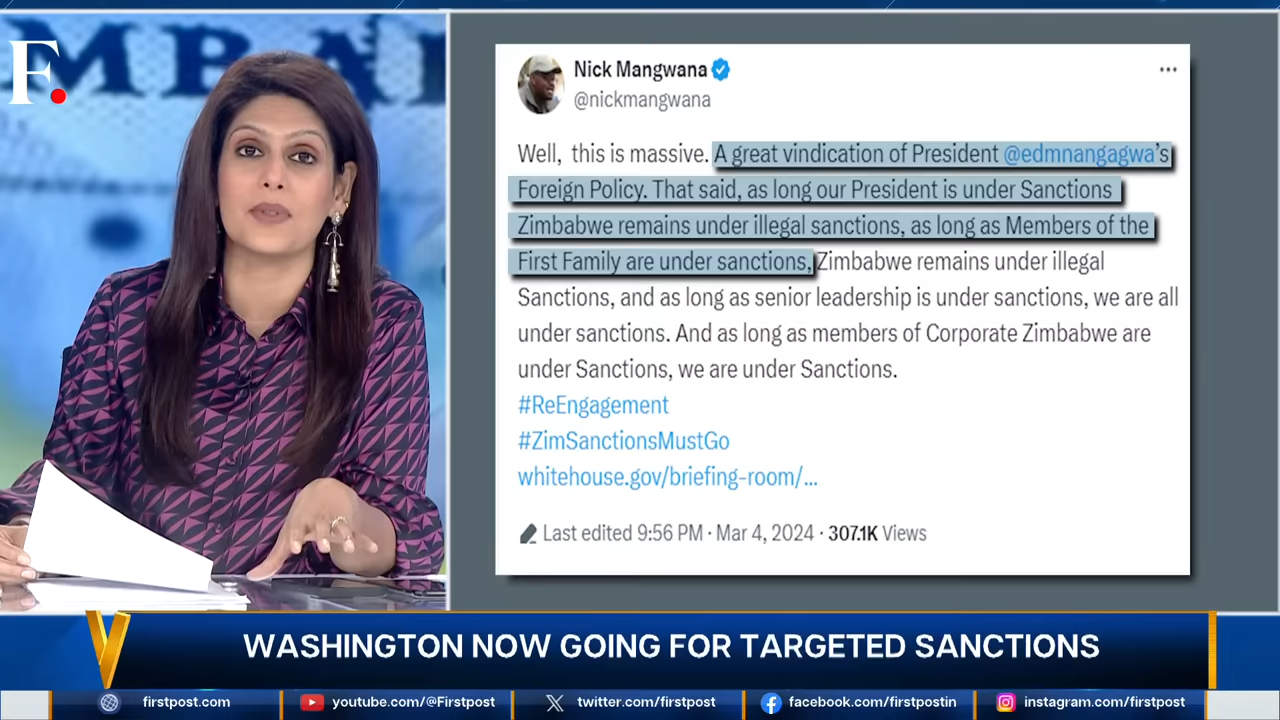 MBA
F.
Nick Mangwana
@nickmangwana
Well, this is massive. A great vindication of President @edmnangagwa's
Foreign Policy. That said, as long our President is under Sanctions
Zimbabwe remains under illegal sanctions, as long as Members of the
First Family are under sanctions, Zimbabwe remains under illegal
Sanctions, and as long as senior leadership is under sanctions, we are all
under sanctions. And as long as members of Corporate Zimbabwe are
under Sanctions, we are under Sanctions.
#ReEngagement
#ZimSanctionsMustGo
whitehouse.gov/briefing-room/...
Last edited 9:56 PM · Mar 4, 2024 · 307.1K Views
V WASHINGTON NOW GOING FOR TARGETED SANCTIONS
firstpost.com youtube.com/@Firstpost twitter.com/firstpost facebook.com/firstpostin instagram.com/firstpost